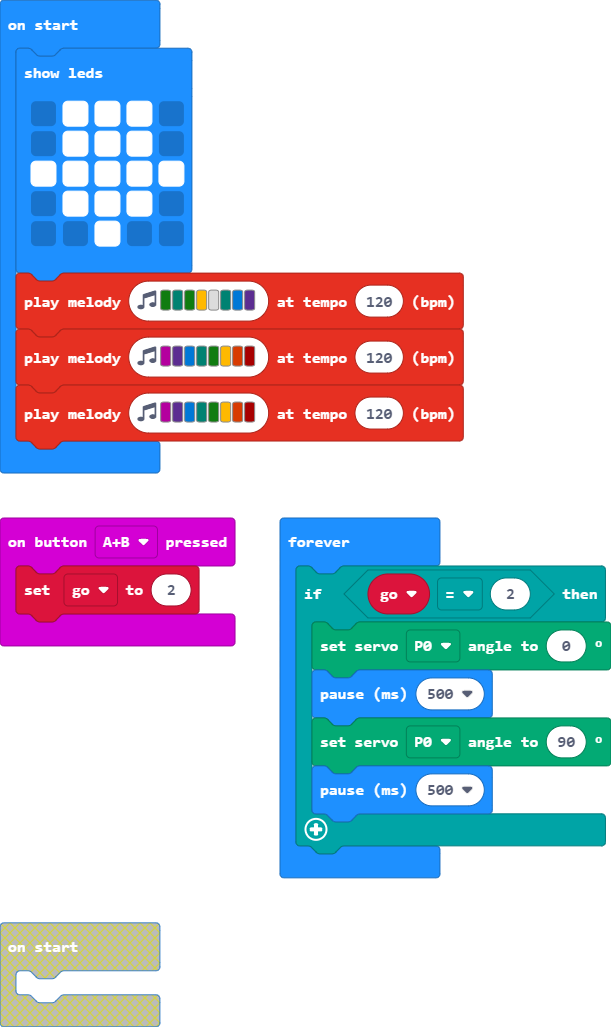 on start
show leds
play melody at tempo 120 (bpm)
play melody at tempo 120 (bpm)
play melody at tempo 120 (bpm)
on button A+B pressed
set go to 2
forever
if go = 2 then
set servo P0 angle to 0 °
pause (ms) 500
set servo P0 angle to 90 °
pause (ms) 500
on start